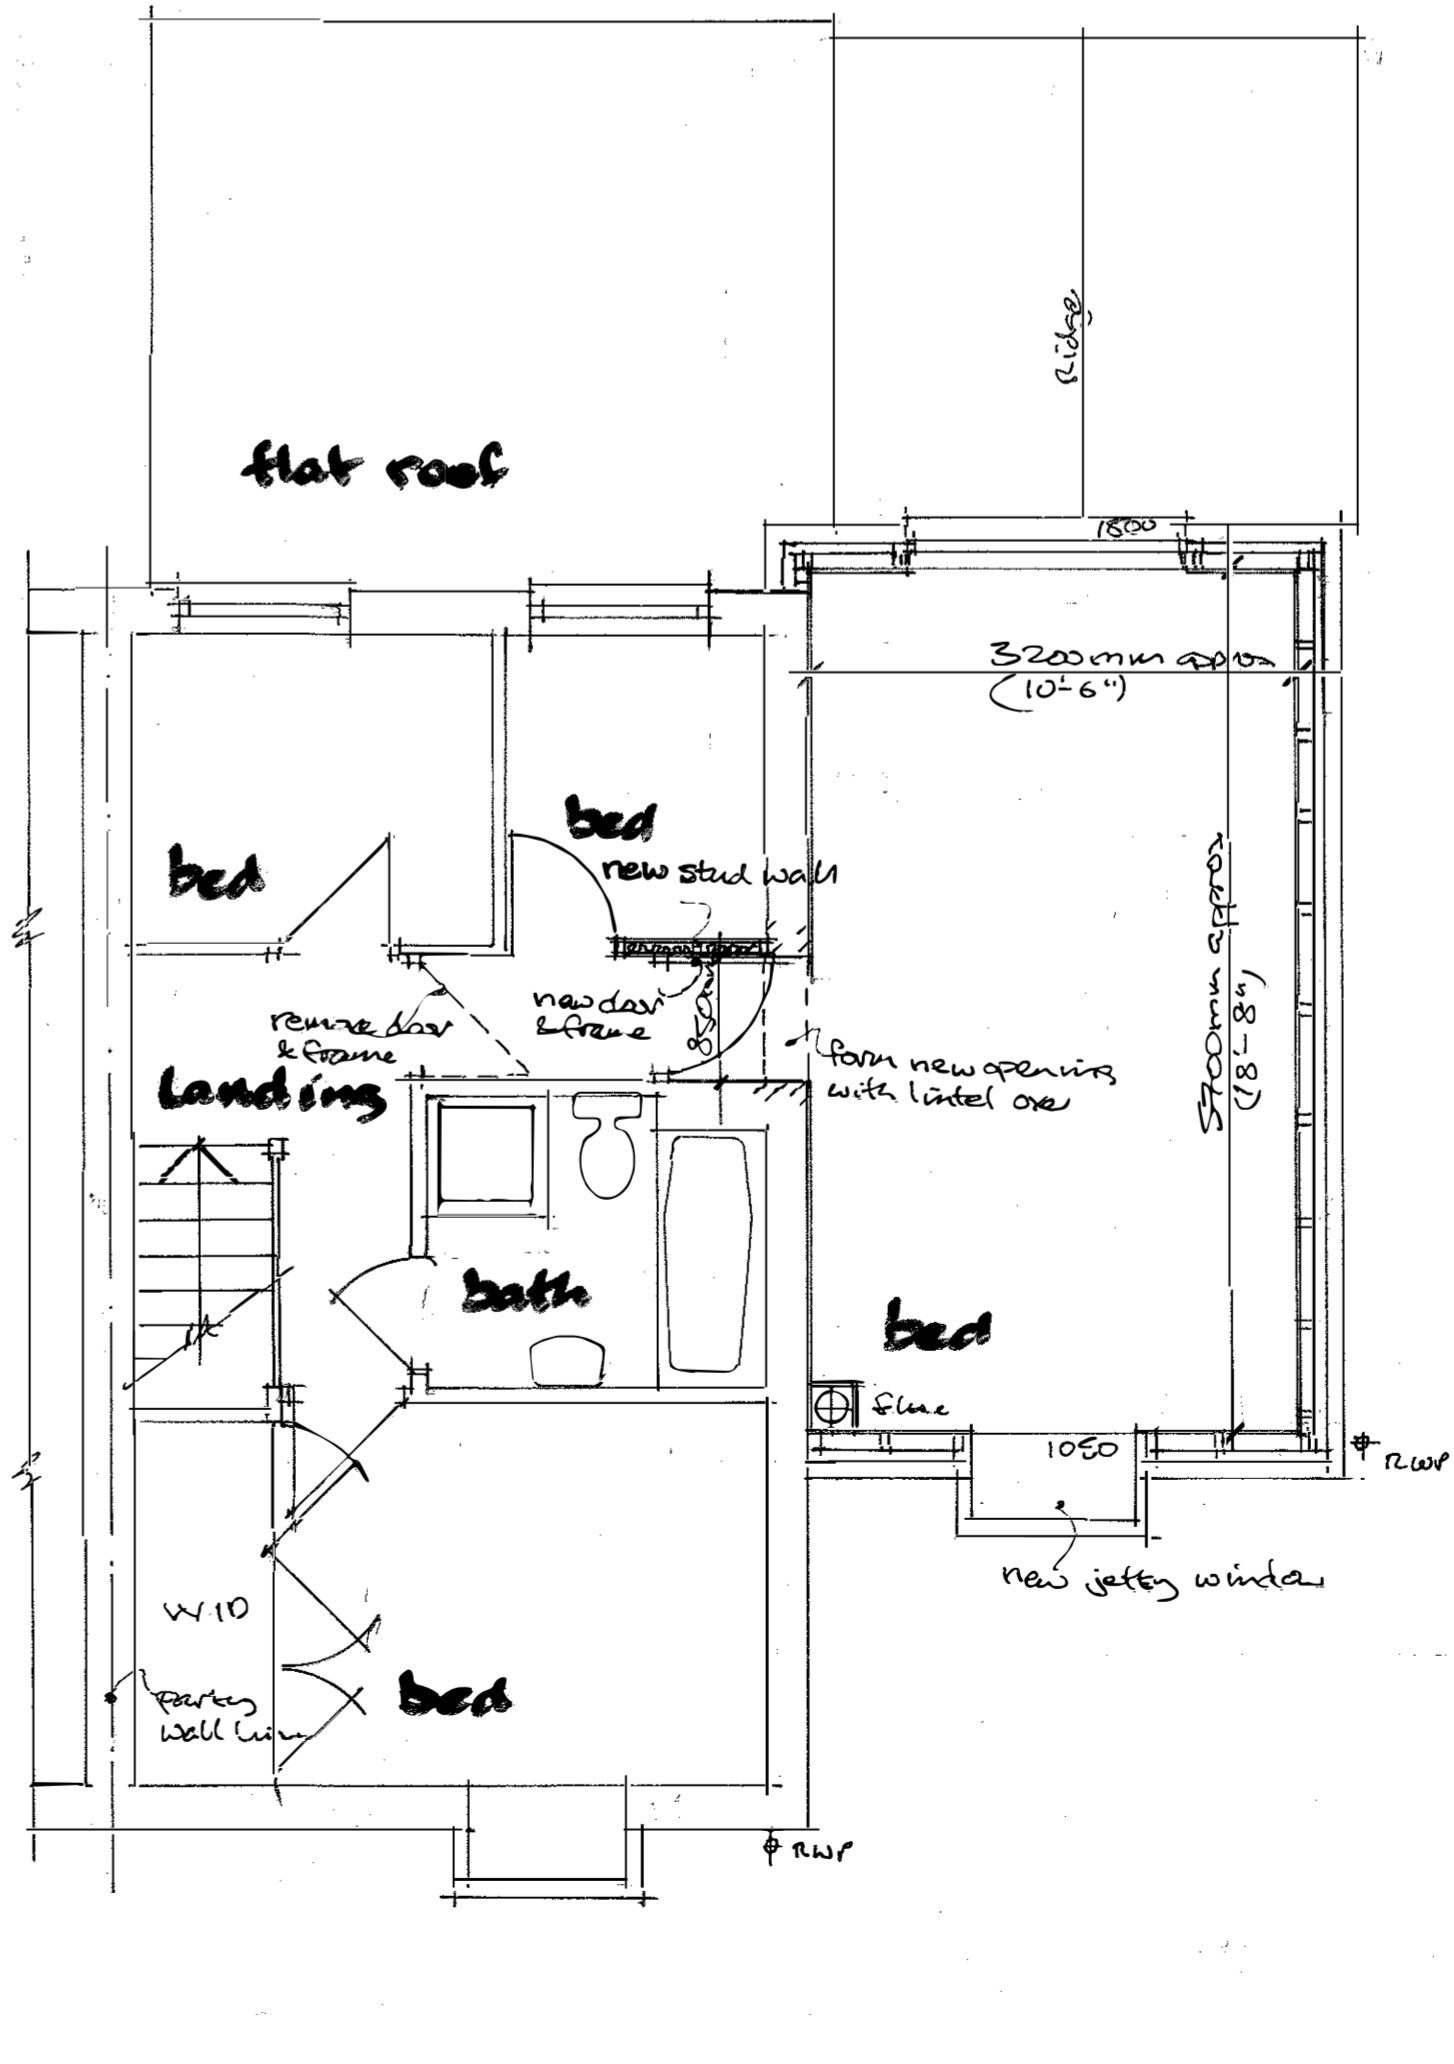 Ridge
flat roof
1800
3200mm approx
(10'-6")
bed
new stud wall
bed
5700mm approx
(18'-8")
new door
& frame
850mm
remove door
& frame
form new opening
with lintel over
landing
bath
bed
flue
1050
RWP
new jetty window
W.1D
bed
party
wall line
RWP